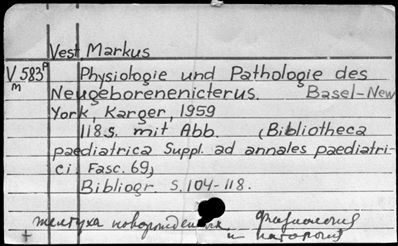 Vest, Markus
V 583ᴬ Physiologie und Pathologie des
M Neugeborenenicterus. Basel-New
York, Karger, 1959
118 S. mit Abb. (Bibliotheca
paediatrica Suppl. ad annales paediatri-
ci Fasc. 69)
Bibliogr. S. 104-118.
желтуха новорожденных физиология
+ и патология